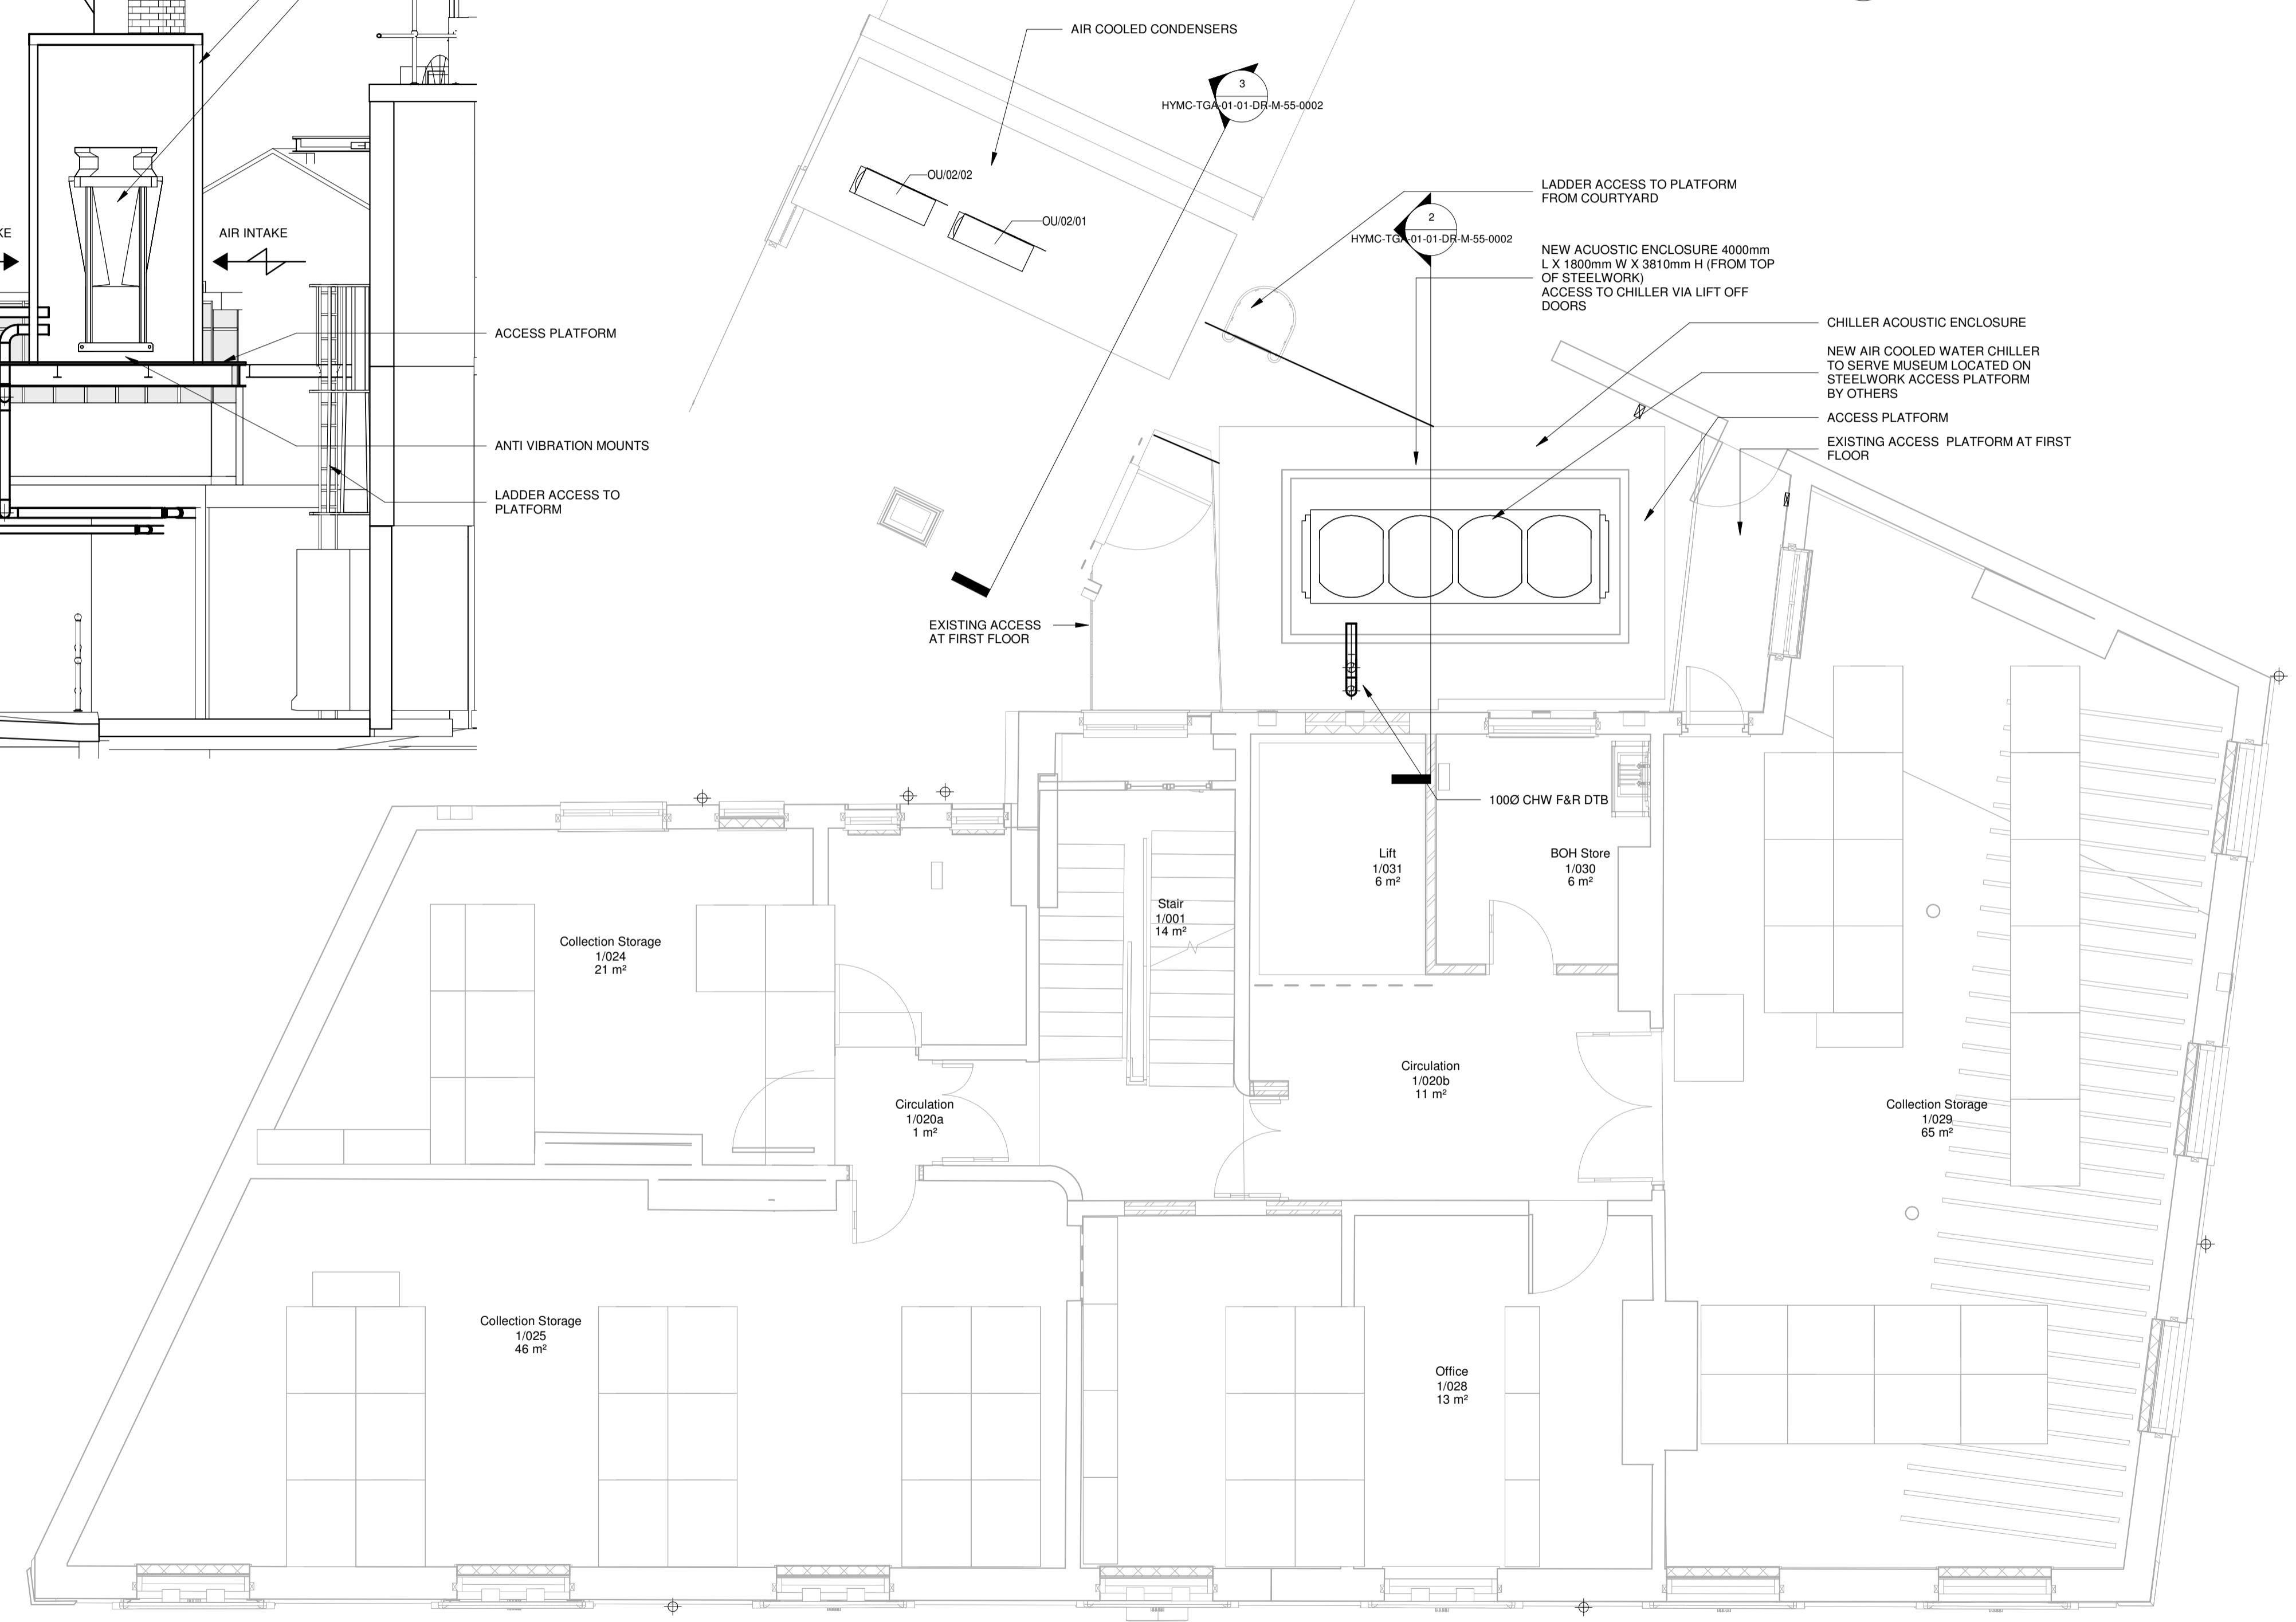 AIR COOLED CONDENSERS
3
HYMC-TGA-01-01-DR-M-55-0002
OU/02/02
OU/02/01
LADDER ACCESS TO PLATFORM
FROM COURTYARD
2
HYMC-TGA-01-01-DR-M-55-0002
AIR INTAKE
NEW ACUOSTIC ENCLOSURE 4000mm
L X 1800mm W X 3810mm H (FROM TOP
OF STEELWORK)
ACCESS TO CHILLER VIA LIFT OFF
DOORS
CHILLER ACOUSTIC ENCLOSURE
ACCESS PLATFORM
NEW AIR COOLED WATER CHILLER
TO SERVE MUSEUM LOCATED ON
STEELWORK ACCESS PLATFORM
BY OTHERS
ACCESS PLATFORM
ANTI VIBRATION MOUNTS
EXISTING ACCESS PLATFORM AT FIRST
FLOOR
LADDER ACCESS TO
PLATFORM
EXISTING ACCESS
AT FIRST FLOOR
100Ø CHW F&R DTB
Lift
1/031
6 m²
BOH Store
1/030
6 m²
Stair
1/001
14 m²
Collection Storage
1/024
21 m²
Circulation
1/020b
11 m²
Circulation
1/020a
1 m²
Collection Storage
1/029
65 m²
Collection Storage
1/025
46 m²
Office
1/028
13 m²